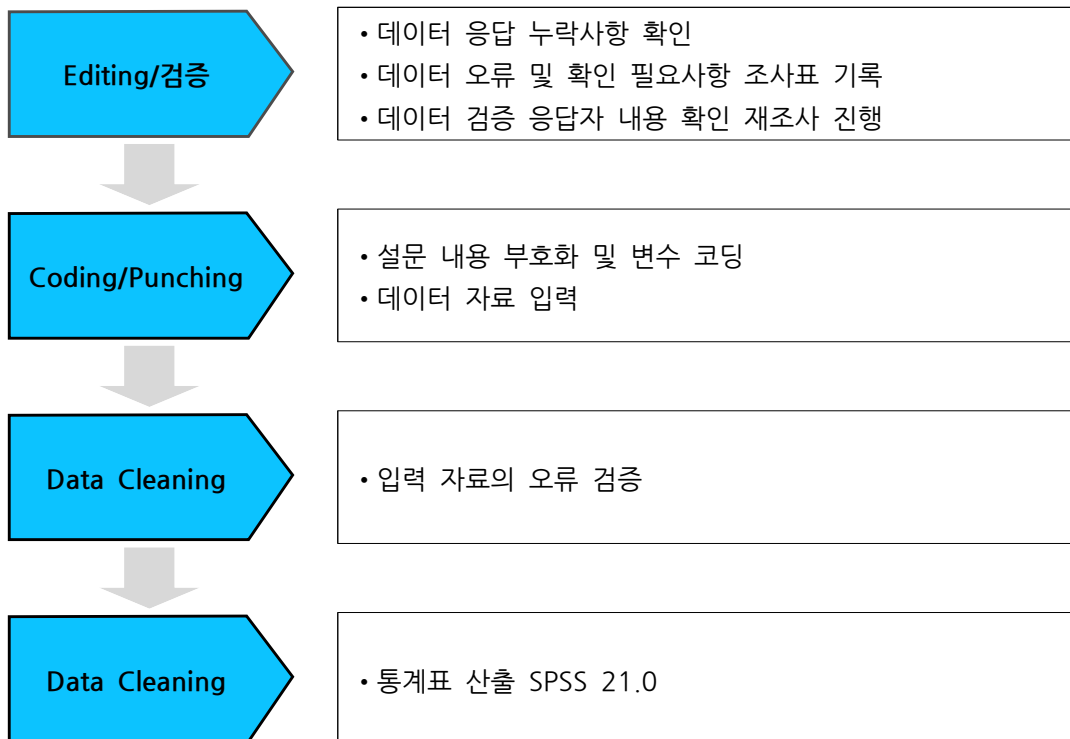 Editing/검증
• 데이터 응답 누락사항 확인
• 데이터 오류 및 확인 필요사항 조사표 기록
• 데이터 검증 응답자 내용 확인 재조사 진행
Coding/Punching
• 설문 내용 부호화 및 변수 코딩
• 데이터 자료 입력
Data Cleaning
• 입력 자료의 오류 검증
Data Cleaning
• 통계표 산출 SPSS 21.0